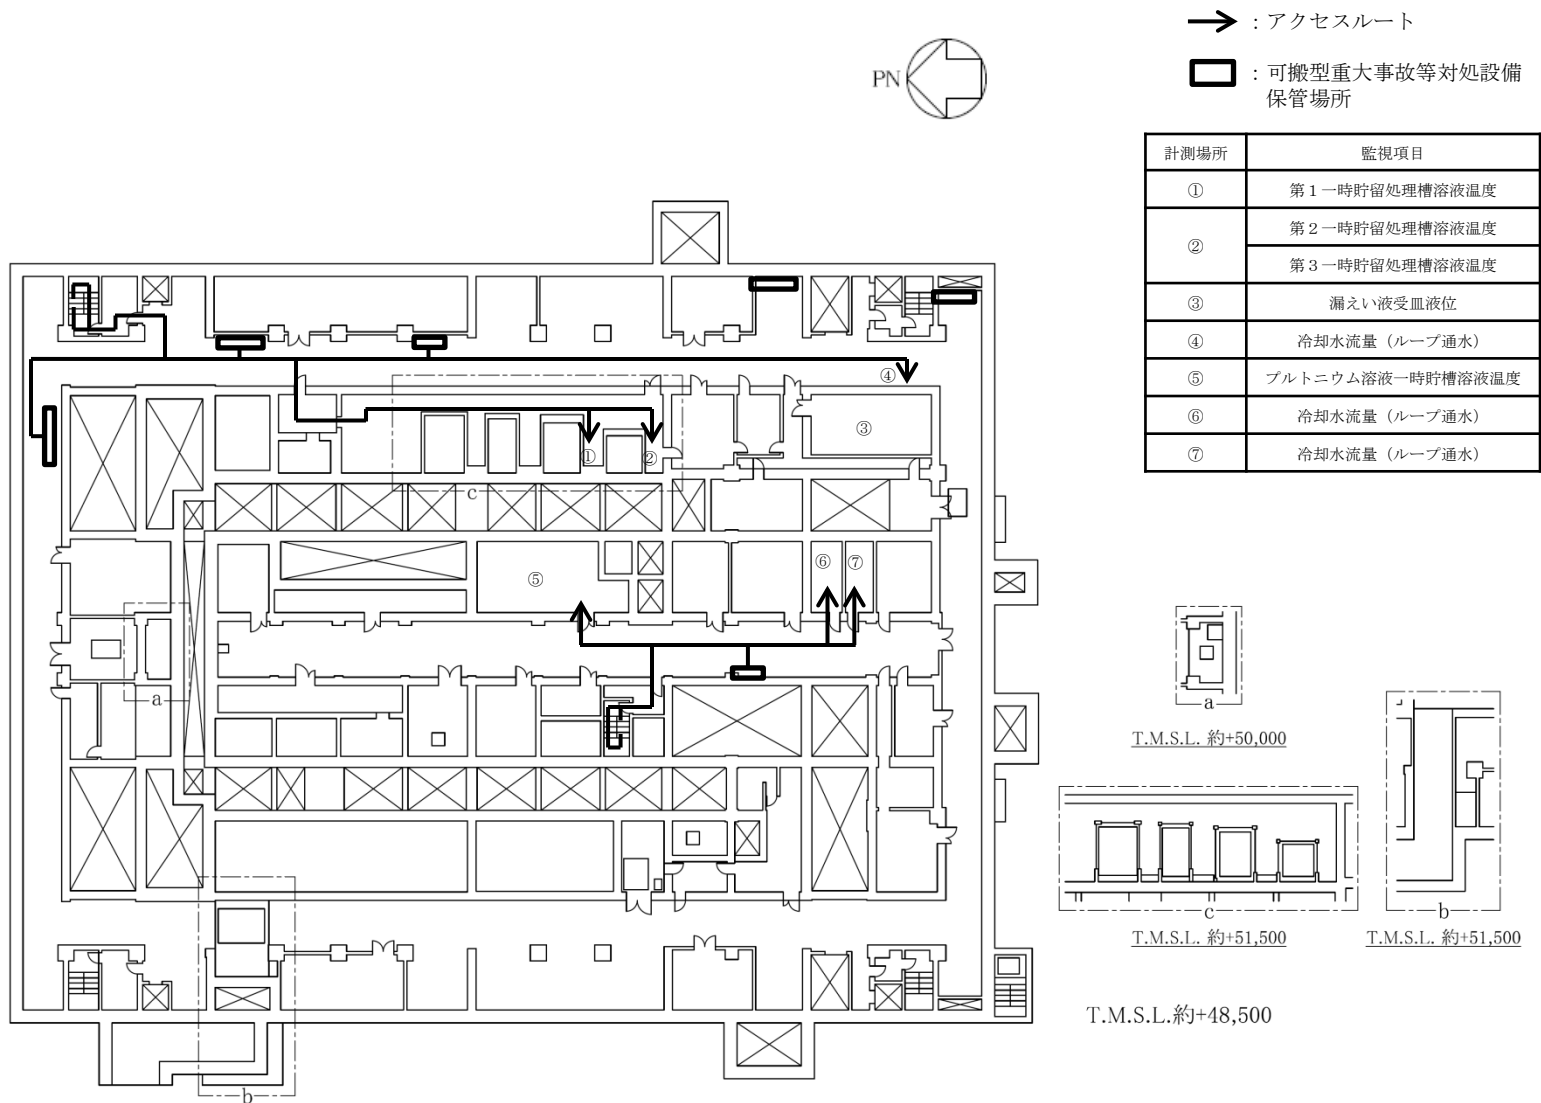 ：アクセスルート
PN
：可搬型重大事故等対処設備
保管場所
計測場所 監視項目
① 第１一時貯留処理槽溶液温度
② 第２一時貯留処理槽溶液温度
第３一時貯留処理槽溶液温度
③ 漏えい液受皿液位
④ 冷却水流量（ループ通水）
⑤ プルトニウム溶液一時貯槽溶液温度
⑥ 冷却水流量（ループ通水）
⑦ 冷却水流量（ループ通水）
④
③
①
②
c
⑤
⑥
⑦
a
b
a
T.M.S.L. 約+50,000
c
T.M.S.L. 約+51,500
b
T.M.S.L. 約+51,500
T.M.S.L.約+48,500